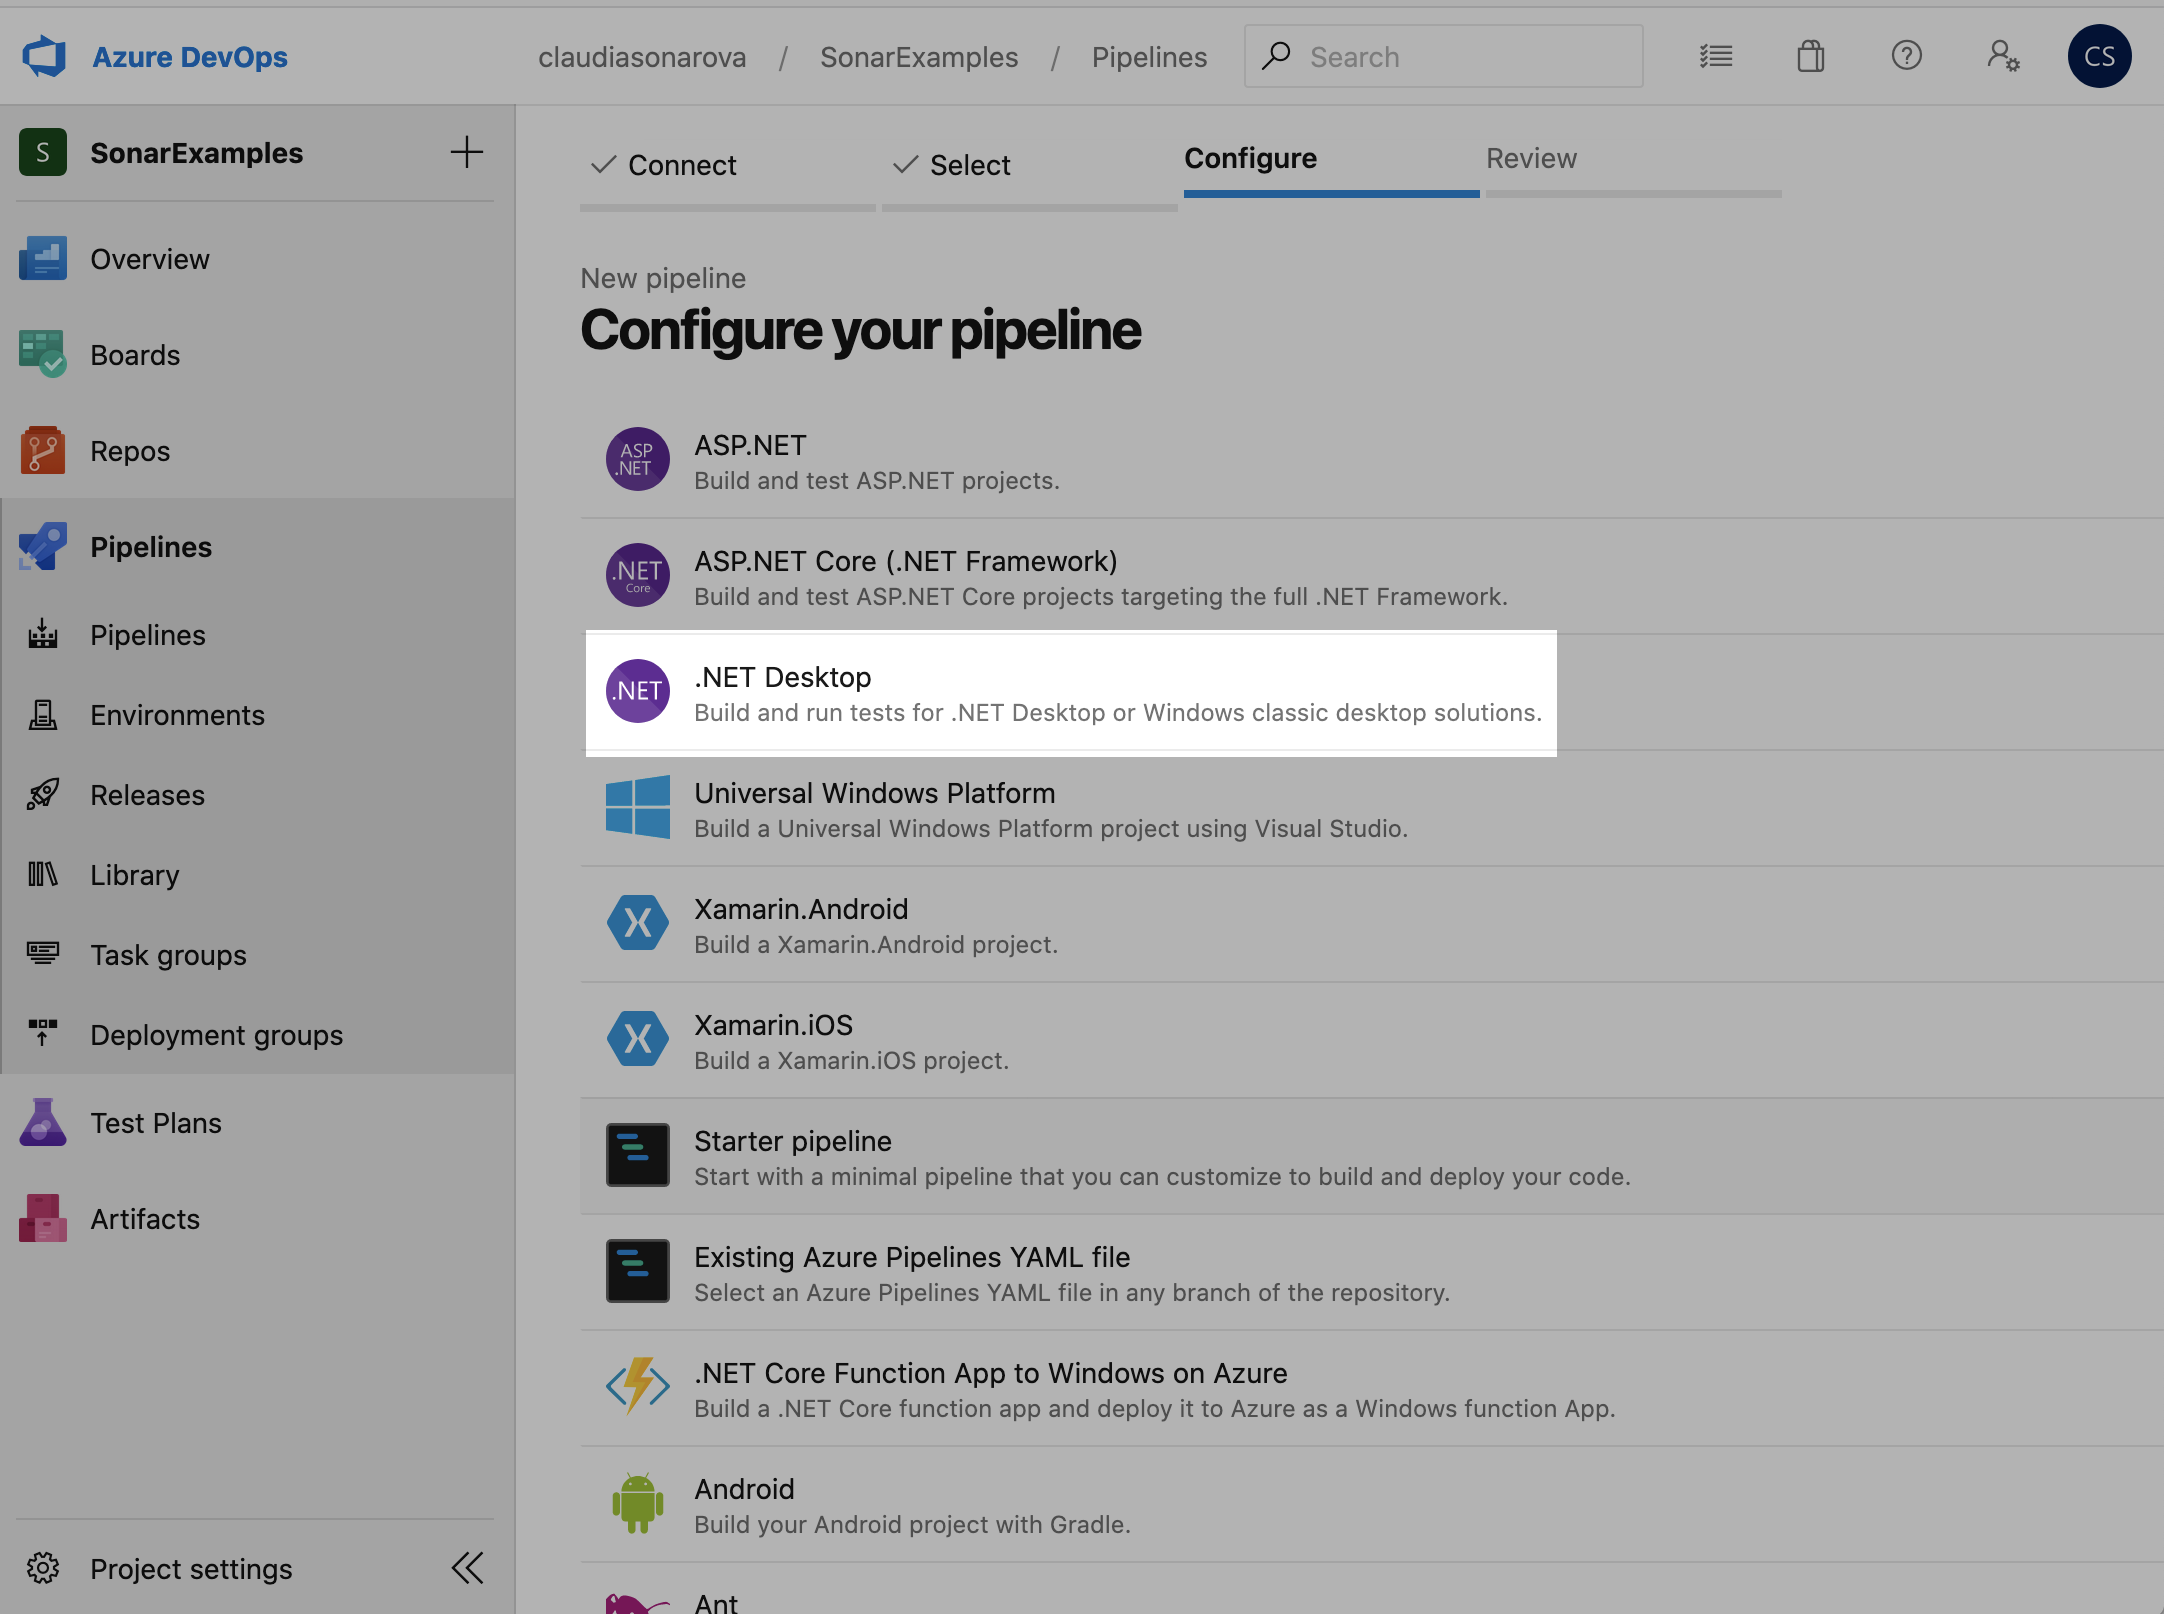 Azure DevOps
claudiasonarova / SonarExamples / Pipelines
Search
CS
S
SonarExamples
Overview
Boards
Repos
Pipelines
Pipelines
Environments
Releases
Library
Task groups
Deployment groups
Test Plans
Artifacts
Project settings
Connect
Select
Configure
Review
New pipeline
Configure your pipeline
ASP
.NET
ASP.NET
Build and test ASP.NET projects.
.NET
Core
ASP.NET Core (.NET Framework)
Build and test ASP.NET Core projects targeting the full .NET Framework.
.NET
.NET Desktop
Build and run tests for .NET Desktop or Windows classic desktop solutions.
Universal Windows Platform
Build a Universal Windows Platform project using Visual Studio.
Xamarin.Android
Build a Xamarin.Android project.
Xamarin.iOS
Build a Xamarin.iOS project.
Starter pipeline
Start with a minimal pipeline that you can customize to build and deploy your code.
Existing Azure Pipelines YAML file
Select an Azure Pipelines YAML file in any branch of the repository.
.NET Core Function App to Windows on Azure
Build a .NET Core function app and deploy it to Azure as a Windows function App.
Android
Build your Android project with Gradle.
Ant